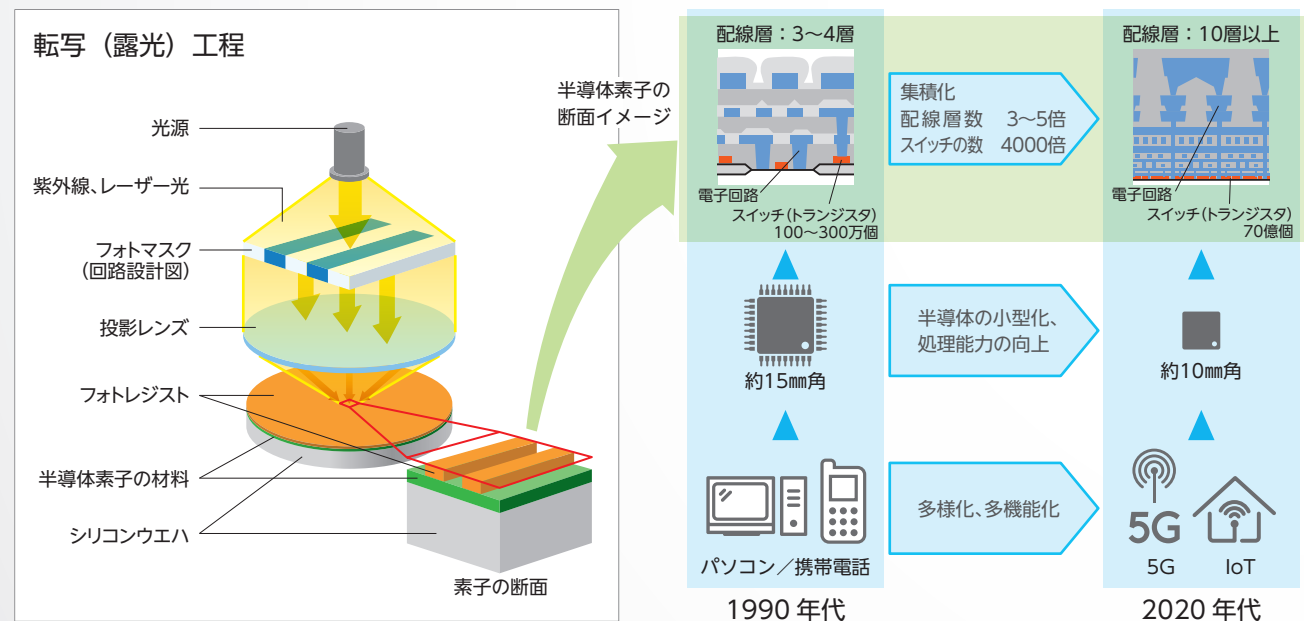 転写（露光）工程
光源
紫外線、レーザー光
フォトマスク
（回路設計図）
投影レンズ
フォトレジスト
半導体素子の材料
シリコンウエハ
素子の断面
半導体素子の
断面イメージ
配線層：3〜4層
電子回路
スイッチ（トランジスタ）
100〜300万個
集積化
配線層数　3〜5倍
スイッチの数　4000倍
配線層：10層以上
電子回路
スイッチ（トランジスタ）
70億個
約15㎜角
半導体の小型化、
処理能力の向上
約10㎜角
パソコン／携帯電話
多様化、多機能化
5G
5G
IoT
1990年代
2020年代